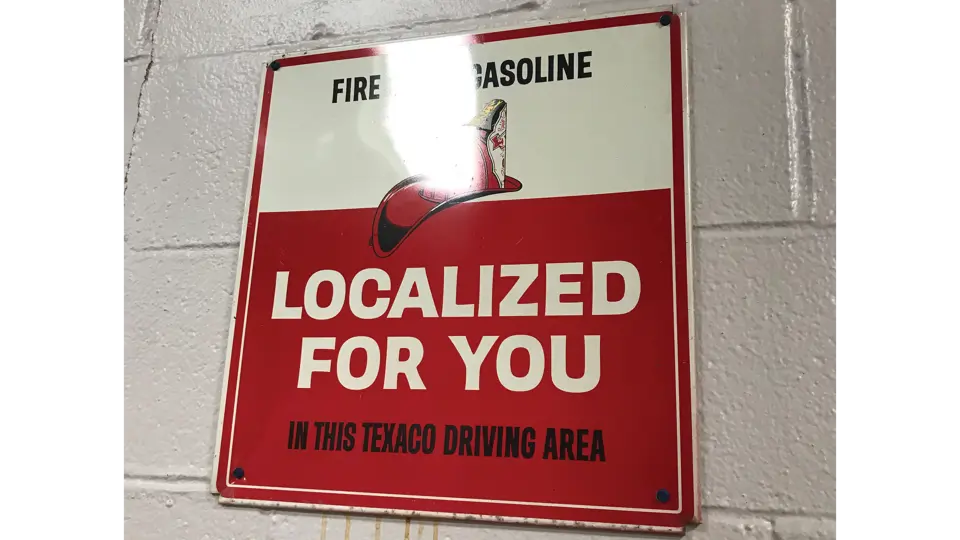 FIRE GASOLINE
LOCALIZED
FOR YOU
IN THIS TEXACO DRIVING AREA